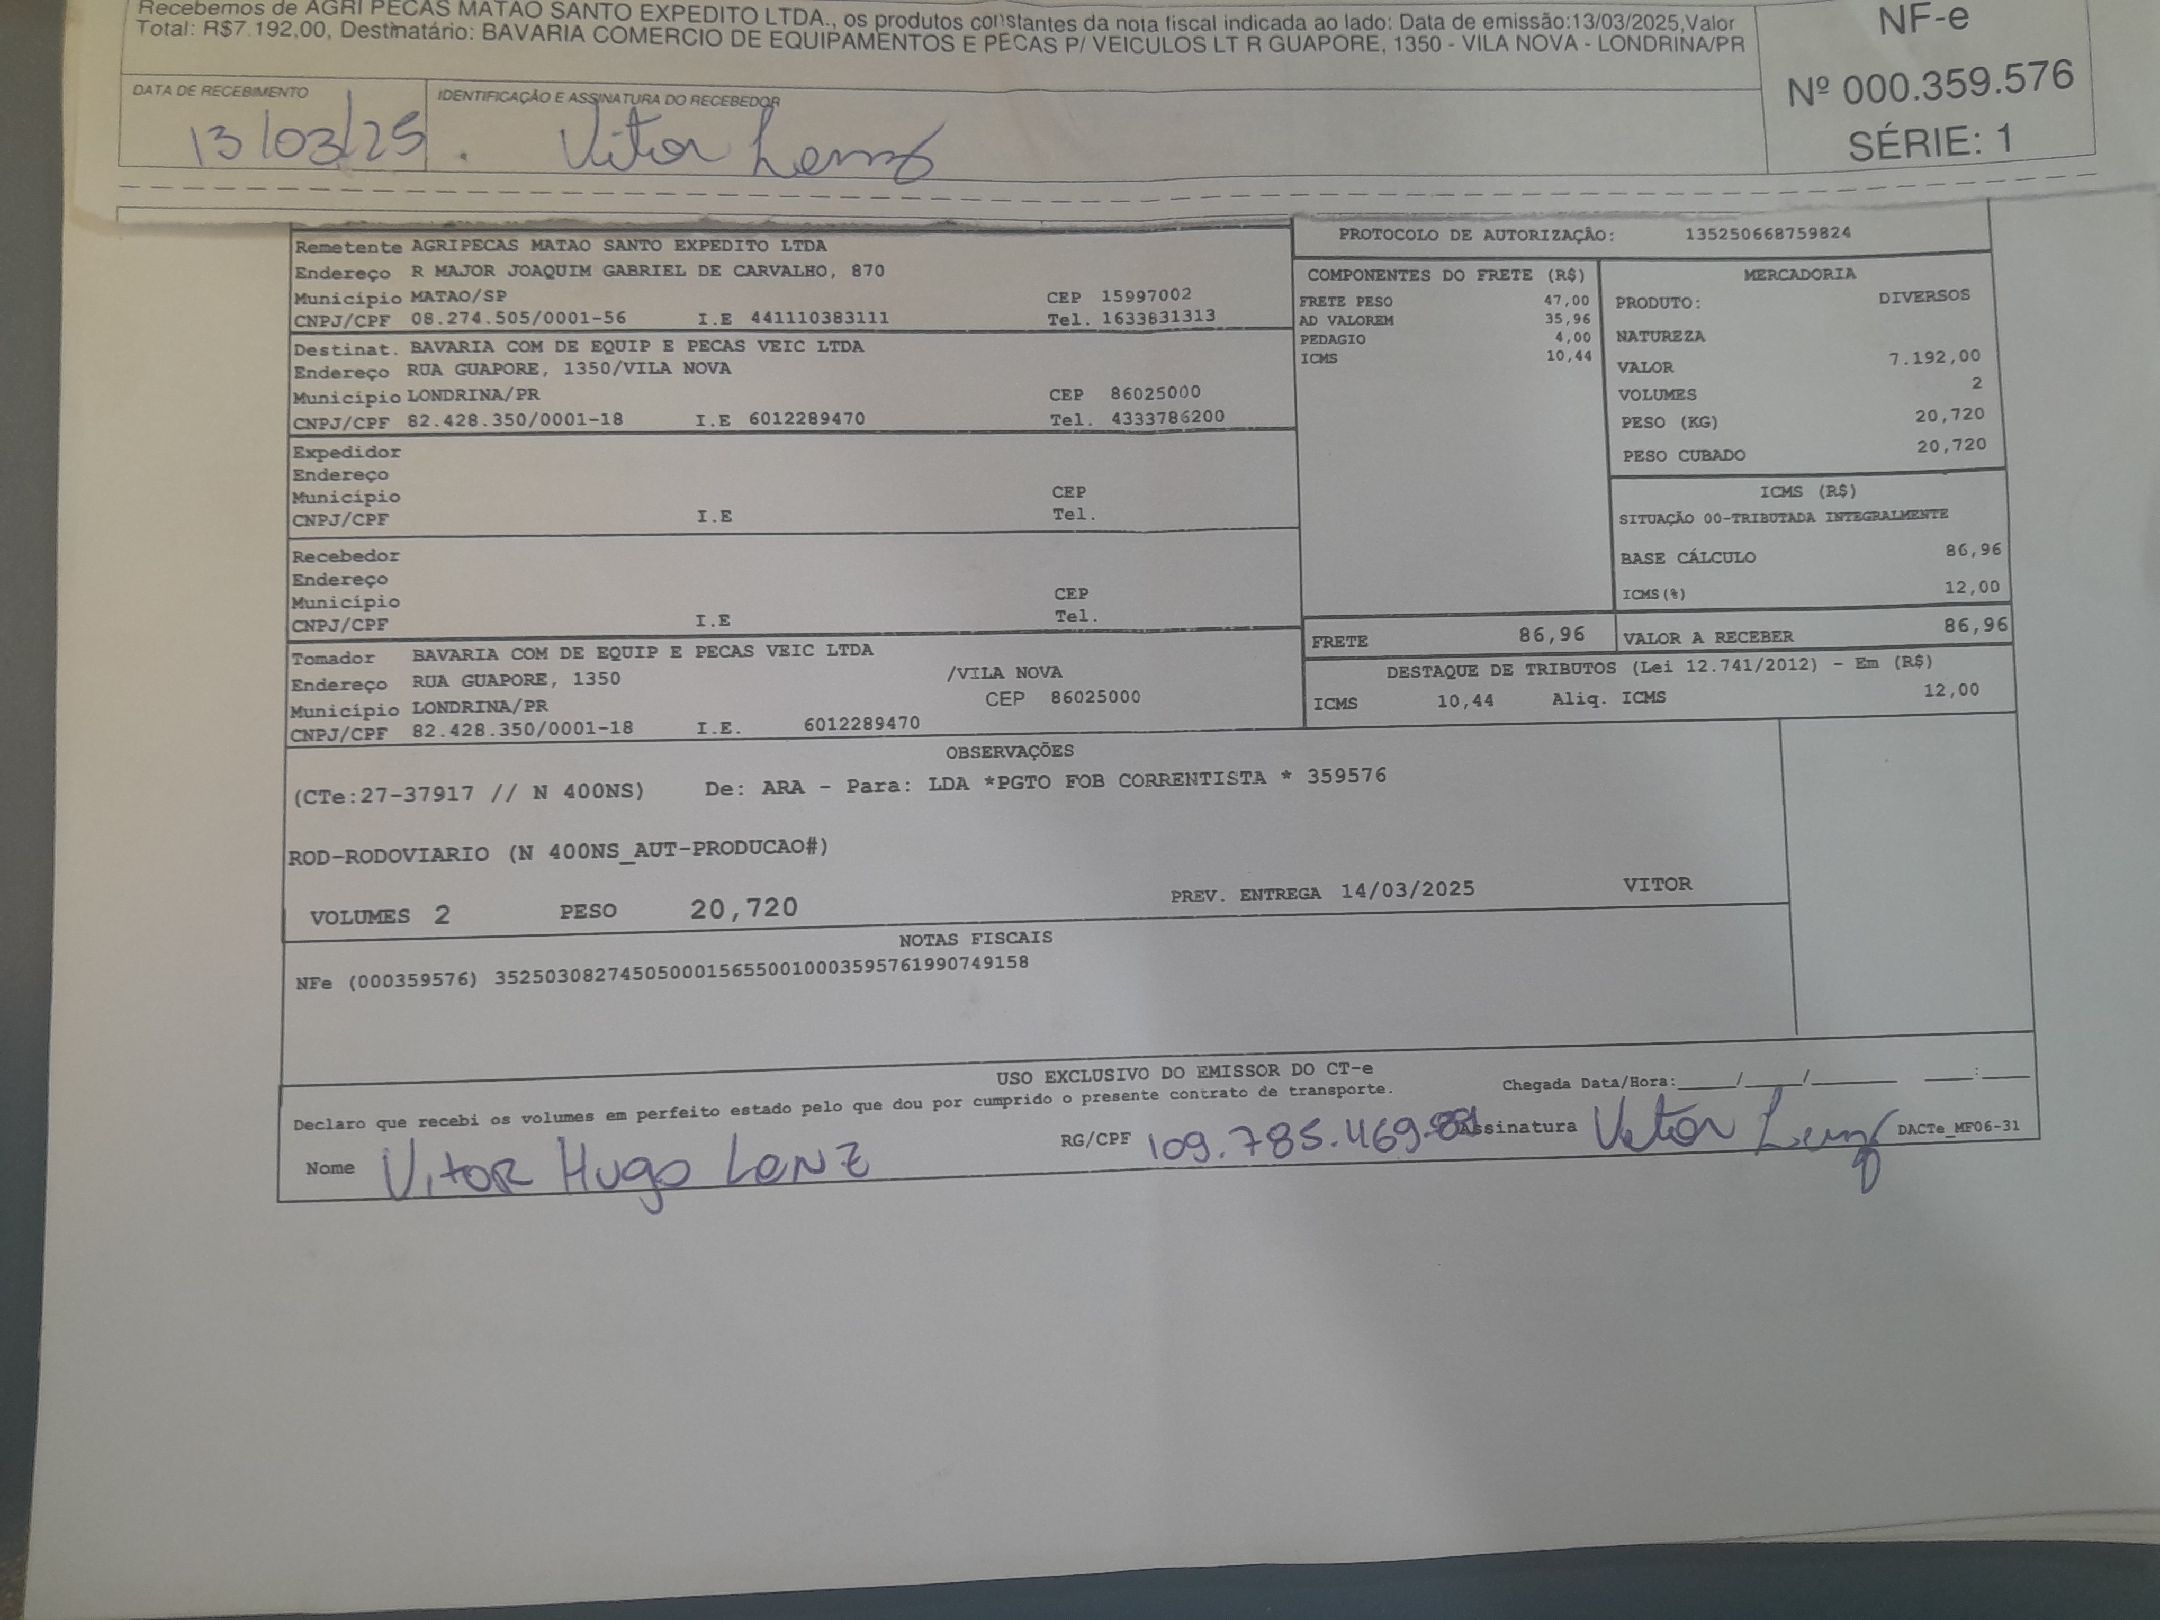 Recebemos de AGRI PECAS MATAO SANTO EXPEDITO LTDA., os produtos constantes da nota fiscal indicada ao lado: Data de emissão:13/03/2025,Valor
Total: R$7.192,00, Destinatário: BAVARIA COMERCIO DE EQUIPAMENTOS E PECAS P/ VEICULOS LT R GUAPORE, 1350 - VILA NOVA - LONDRINA/PR
NF-e
Nº 000.359.576
SÉRIE: 1
DATA DE RECEBIMENTO
IDENTIFICAÇÃO E ASSINATURA DO RECEBEDOR
13/03/25
Vitor Lenz
Remetente AGRIPECAS MATAO SANTO EXPEDITO LTDA
Endereço R MAJOR JOAQUIM GABRIEL DE CARVALHO, 870
Município MATAO/SP CEP 15997002
CNPJ/CPF 08.274.505/0001-56 I.E 441110383111 Tel. 1633831313
Destinat. BAVARIA COM DE EQUIP E PECAS VEIC LTDA
Endereço RUA GUAPORE, 1350/VILA NOVA
Município LONDRINA/PR CEP 86025000
CNPJ/CPF 82.428.350/0001-18 I.E 6012289470 Tel. 4333786200
Expedidor
Endereço
Município CEP
CNPJ/CPF I.E Tel.
Recebedor
Endereço
Município CEP
CNPJ/CPF I.E Tel.
Tomador BAVARIA COM DE EQUIP E PECAS VEIC LTDA
Endereço RUA GUAPORE, 1350 /VILA NOVA
Município LONDRINA/PR CEP 86025000
CNPJ/CPF 82.428.350/0001-18 I.E. 6012289470
PROTOCOLO DE AUTORIZAÇÃO: 135250668759824
COMPONENTES DO FRETE (R$)
FRETE PESO 47,00
AD VALOREM 35,96
PEDAGIO 4,00
ICMS 10,44
MERCADORIA
PRODUTO: DIVERSOS
NATUREZA
VALOR 7.192,00
VOLUMES 2
PESO (KG) 20,720
PESO CUBADO 20,720
ICMS (R$)
SITUAÇÃO 00-TRIBUTADA INTEGRALMENTE
BASE CÁLCULO 86,96
ICMS(%) 12,00
FRETE 86,96 VALOR A RECEBER 86,96
DESTAQUE DE TRIBUTOS (Lei 12.741/2012) - Em (R$)
ICMS 10,44 Aliq. ICMS 12,00
OBSERVAÇÕES
(CTe:27-37917 // N 400NS) De: ARA - Para: LDA *PGTO FOB CORRENTISTA * 359576
ROD-RODOVIARIO (N 400NS_AUT-PRODUCAO#)
VOLUMES 2 PESO 20,720 PREV. ENTREGA 14/03/2025 VITOR
NOTAS FISCAIS
NFe (000359576) 35250308274505000156550010003595761990749158
USO EXCLUSIVO DO EMISSOR DO CT-e
Declaro que recebi os volumes em perfeito estado pelo que dou por cumprido o presente contrato de transporte.
Chegada Data/Hora:_____/_____/_______ ____:____
Nome Vitor Hugo Lenz RG/CPF 109.785.469- Assinatura Vitor Lenz DACTe_MF06-31